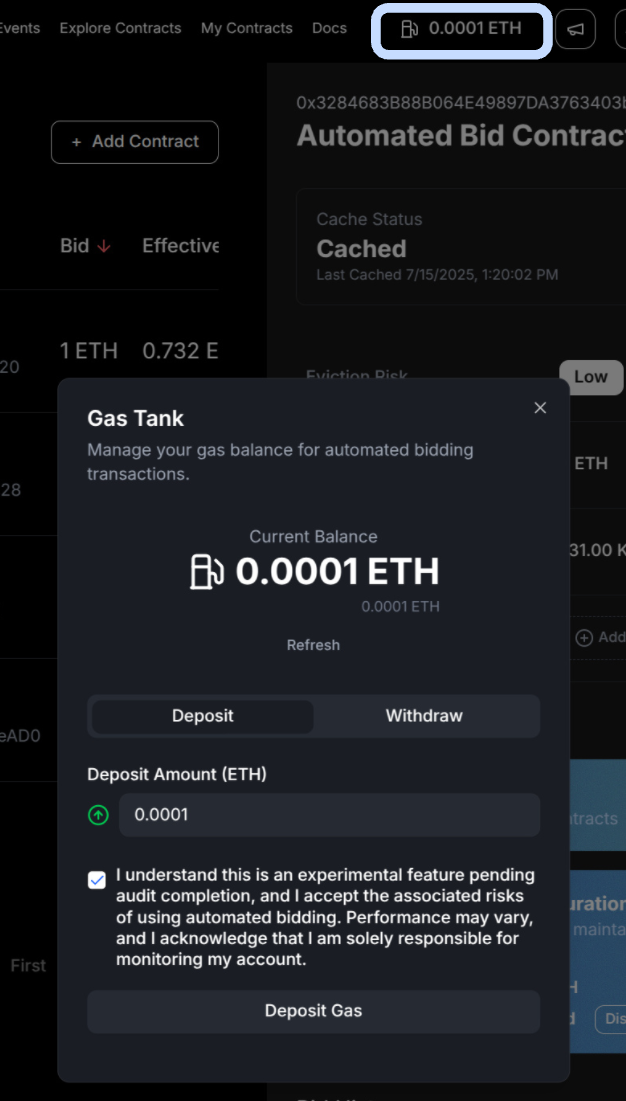 Events Explore Contracts My Contracts Docs 0.0001 ETH
0x3284683B88B064E49897DA3763403b
+ Add Contract
Automated Bid Contrac
Cache Status
Bid ↓ Effective
Cached
Last Cached 7/15/2025, 1:20:02 PM
1 ETH 0.732 E
20
Eviction Risk Low
Gas Tank
Manage your gas balance for automated bidding
transactions.
ETH
28
Current Balance
0.0001 ETH
31.00 K
0.0001 ETH
Add
Refresh
Deposit Withdraw
eAD0
Deposit Amount (ETH)
0.0001
tracts
I understand this is an experimental feature pending
audit completion, and I accept the associated risks
of using automated bidding. Performance may vary,
and I acknowledge that I am solely responsible for
monitoring my account.
uration
mainta
First
H
Deposit Gas
d Dis